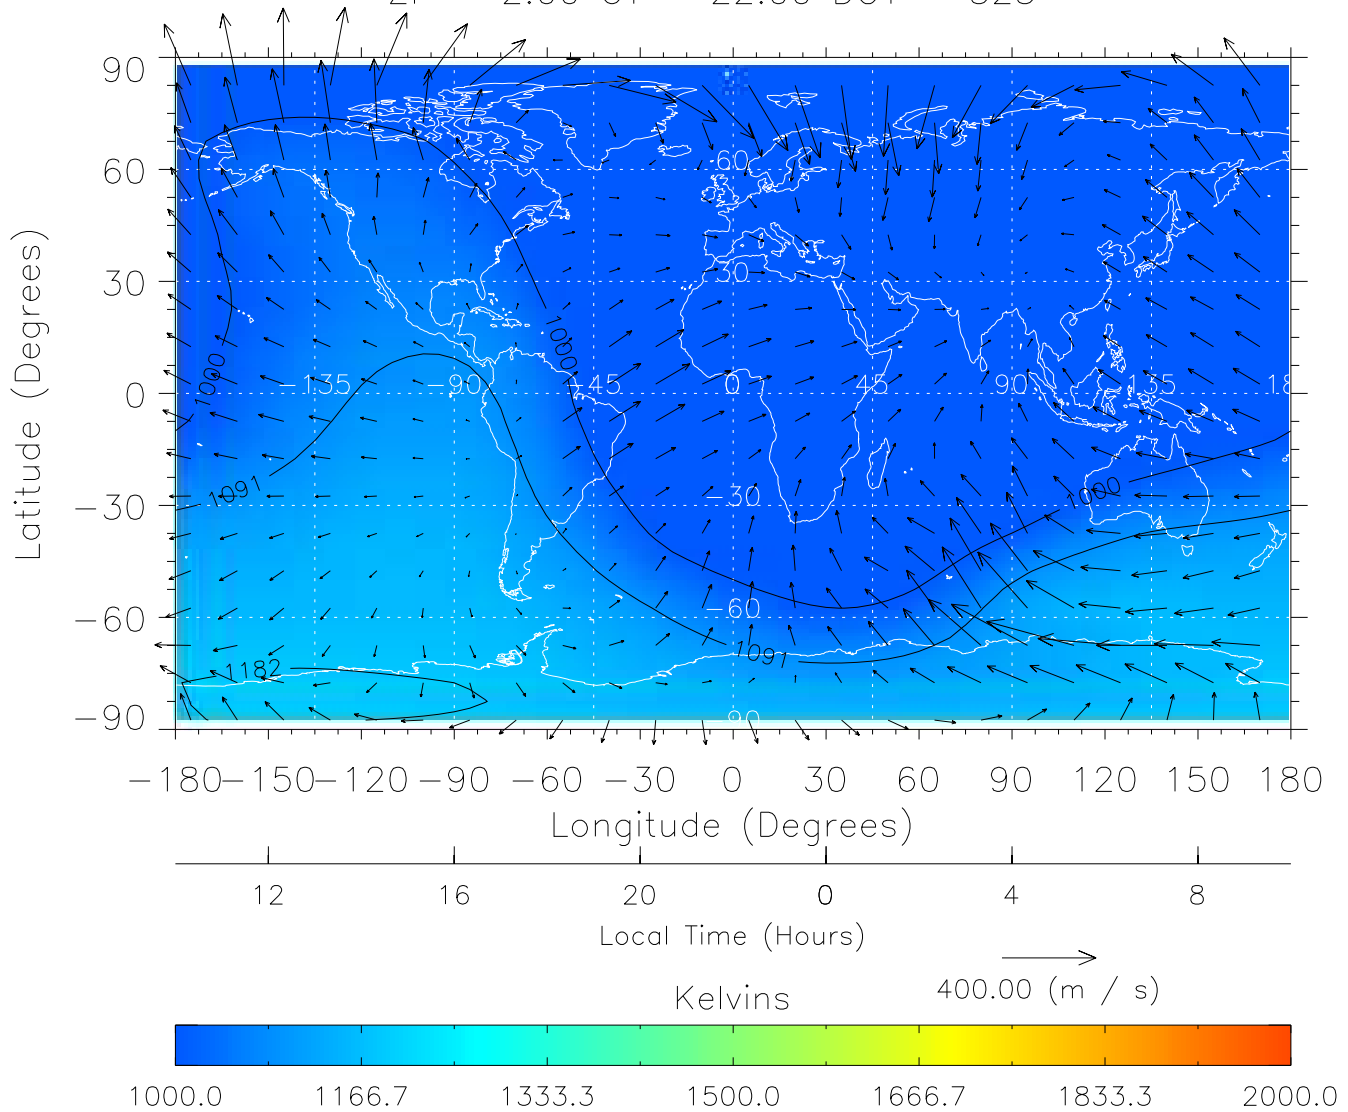 90
60
30
0
−30
−60
−90
Latitude (Degrees)
60
30
−135 −90 −45 0 45 90 135
−30
−60
1000
1000
1000
1091
1091
1182
−180 −150 −120 −90 −60 −30 0 30 60 90 120 150 180
Longitude (Degrees)
12 16 20 0 4 8
Local Time (Hours)
400.00 (m / s)
Kelvins
1000.0 1166.7 1333.3 1500.0 1666.7 1833.3 2000.0